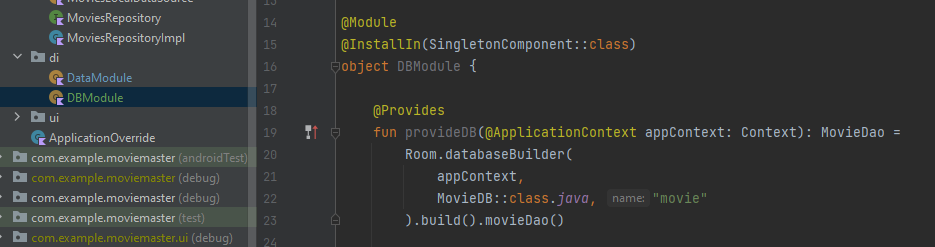 MoviesLocalDataSource
MoviesRepository
MoviesRepositoryImpl
di
DataModule
DBModule
ui
ApplicationOverride
com.example.moviemaster (androidTest)
com.example.moviemaster (debug)
com.example.moviemaster (debug)
com.example.moviemaster (test)
com.example.moviemaster.ui (debug)
13
14 @Module
15 @InstallIn(SingletonComponent::class)
16 object DBModule {
17
18 @Provides
19 fun provideDB(@ApplicationContext appContext: Context): MovieDao =
20 Room.databaseBuilder(
21 appContext,
22 MovieDB::class.java, name: "movie"
23 ).build().movieDao()
24